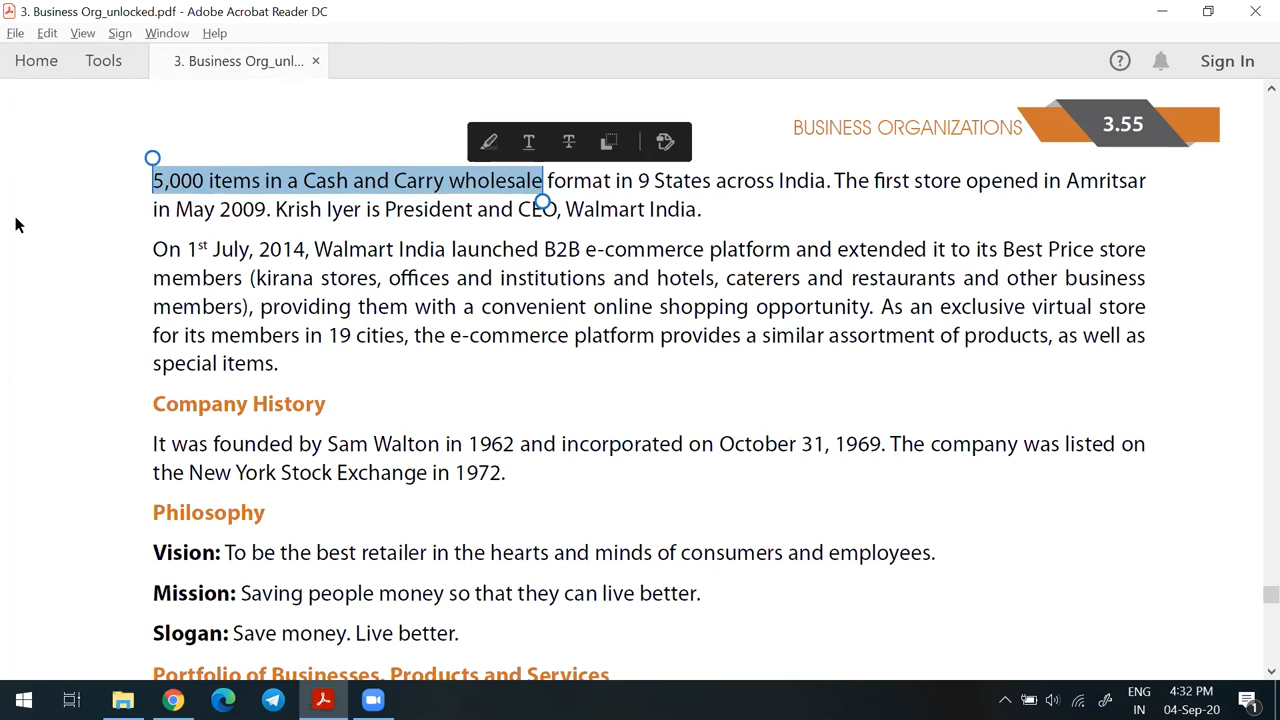 3. Business Org_unlocked.pdf - Adobe Acrobat Reader DC
File Edit View Sign Window Help
Home Tools 3. Business Org_unl... × Sign In
BUSINESS ORGANIZATIONS 3.55
5,000 items in a Cash and Carry wholesale format in 9 States across India. The first store opened in Amritsar
in May 2009. Krish Iyer is President and CEO, Walmart India.
On 1st July, 2014, Walmart India launched B2B e-commerce platform and extended it to its Best Price store
members (kirana stores, offices and institutions and hotels, caterers and restaurants and other business
members), providing them with a convenient online shopping opportunity. As an exclusive virtual store
for its members in 19 cities, the e-commerce platform provides a similar assortment of products, as well as
special items.
Company History
It was founded by Sam Walton in 1962 and incorporated on October 31, 1969. The company was listed on
the New York Stock Exchange in 1972.
Philosophy
Vision: To be the best retailer in the hearts and minds of consumers and employees.
Mission: Saving people money so that they can live better.
Slogan: Save money. Live better.
Portfolio of Businesses, Products and Services
ENG 4:32 PM
IN 04-Sep-20 1